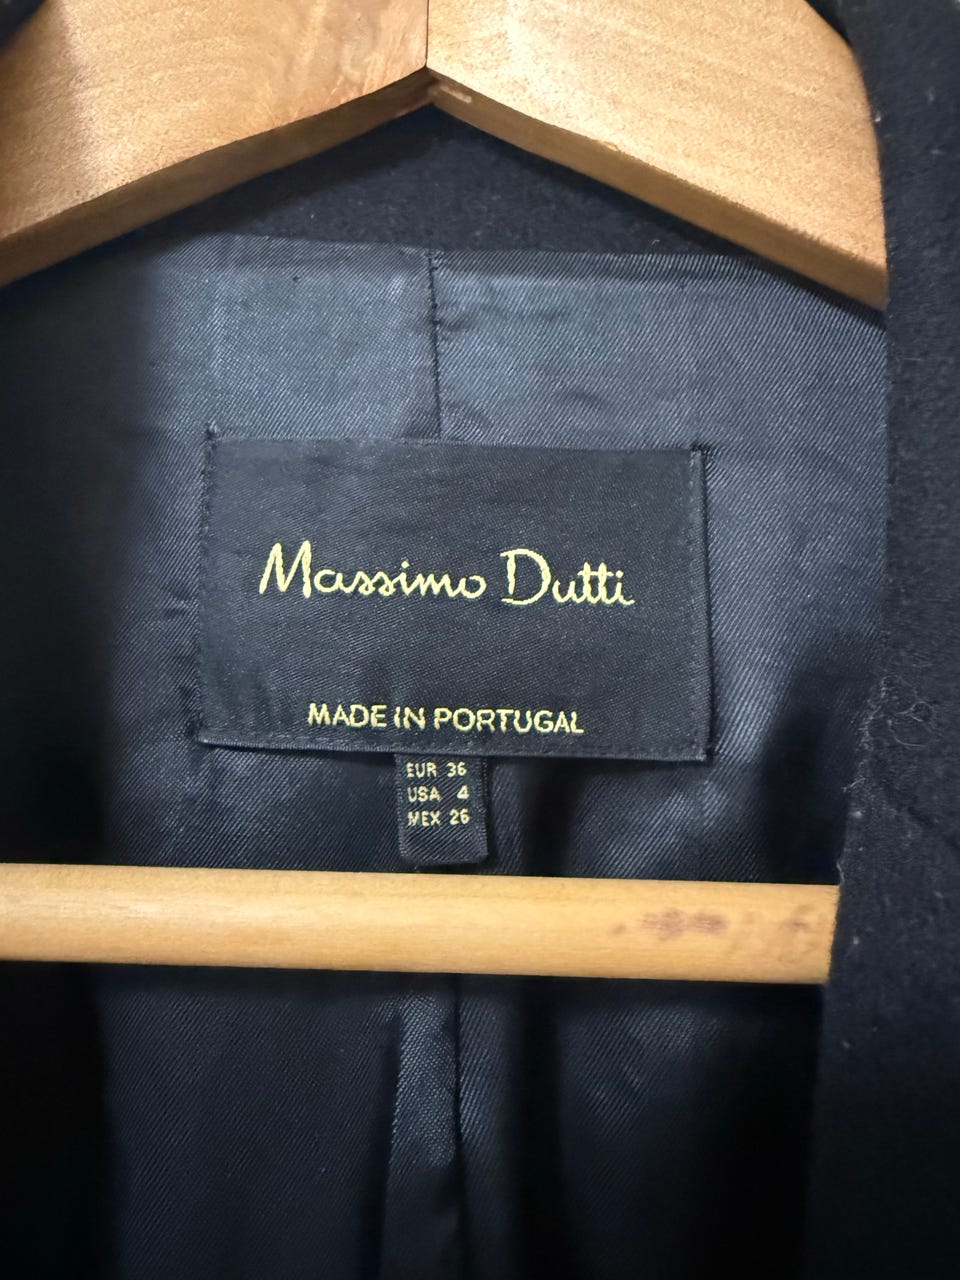 Massimo Dutti
MADE IN PORTUGAL
EUR 36
USA 4
MEX 26